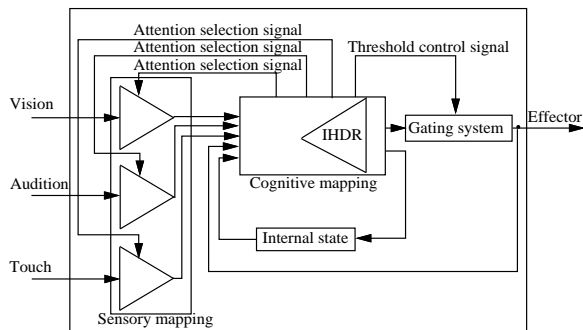 Attention selection signal
Attention selection signal
Attention selection signal
Threshold control signal
Vision
Effector
IHDR
Gating system
Cognitive mapping
Audition
Internal state
Touch
Sensory mapping